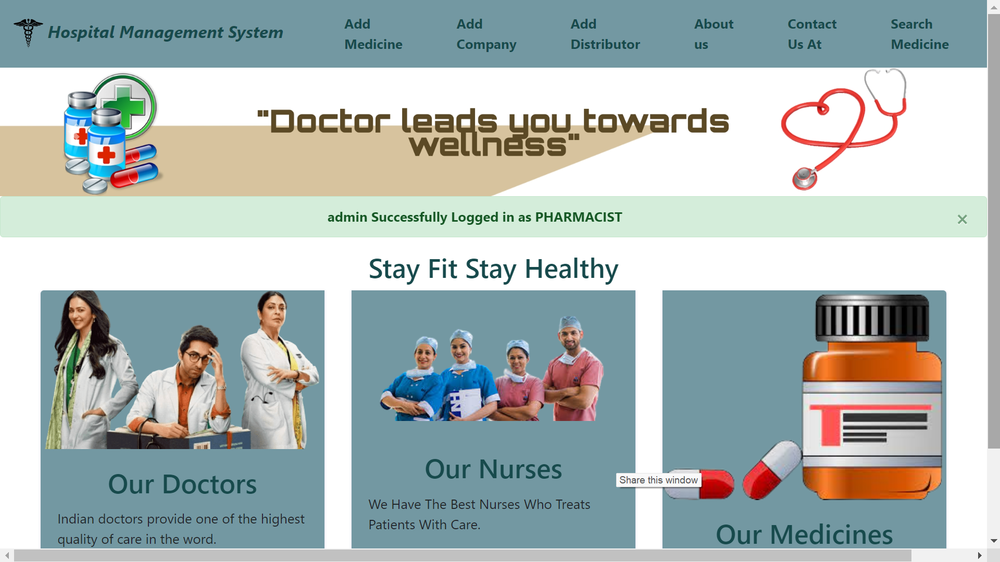 Hospital Management System
Add
Medicine
Add
Company
Add
Distributor
About
us
Contact
Us At
Search
Medicine
"Doctor leads you towards
wellness"
admin Successfully Logged in as PHARMACIST
×
Stay Fit Stay Healthy
Our Doctors
Indian doctors provide one of the highest
quality of care in the word.
Our Nurses
We Have The Best Nurses Who Treats
Patients With Care.
Share this window
Our Medicines